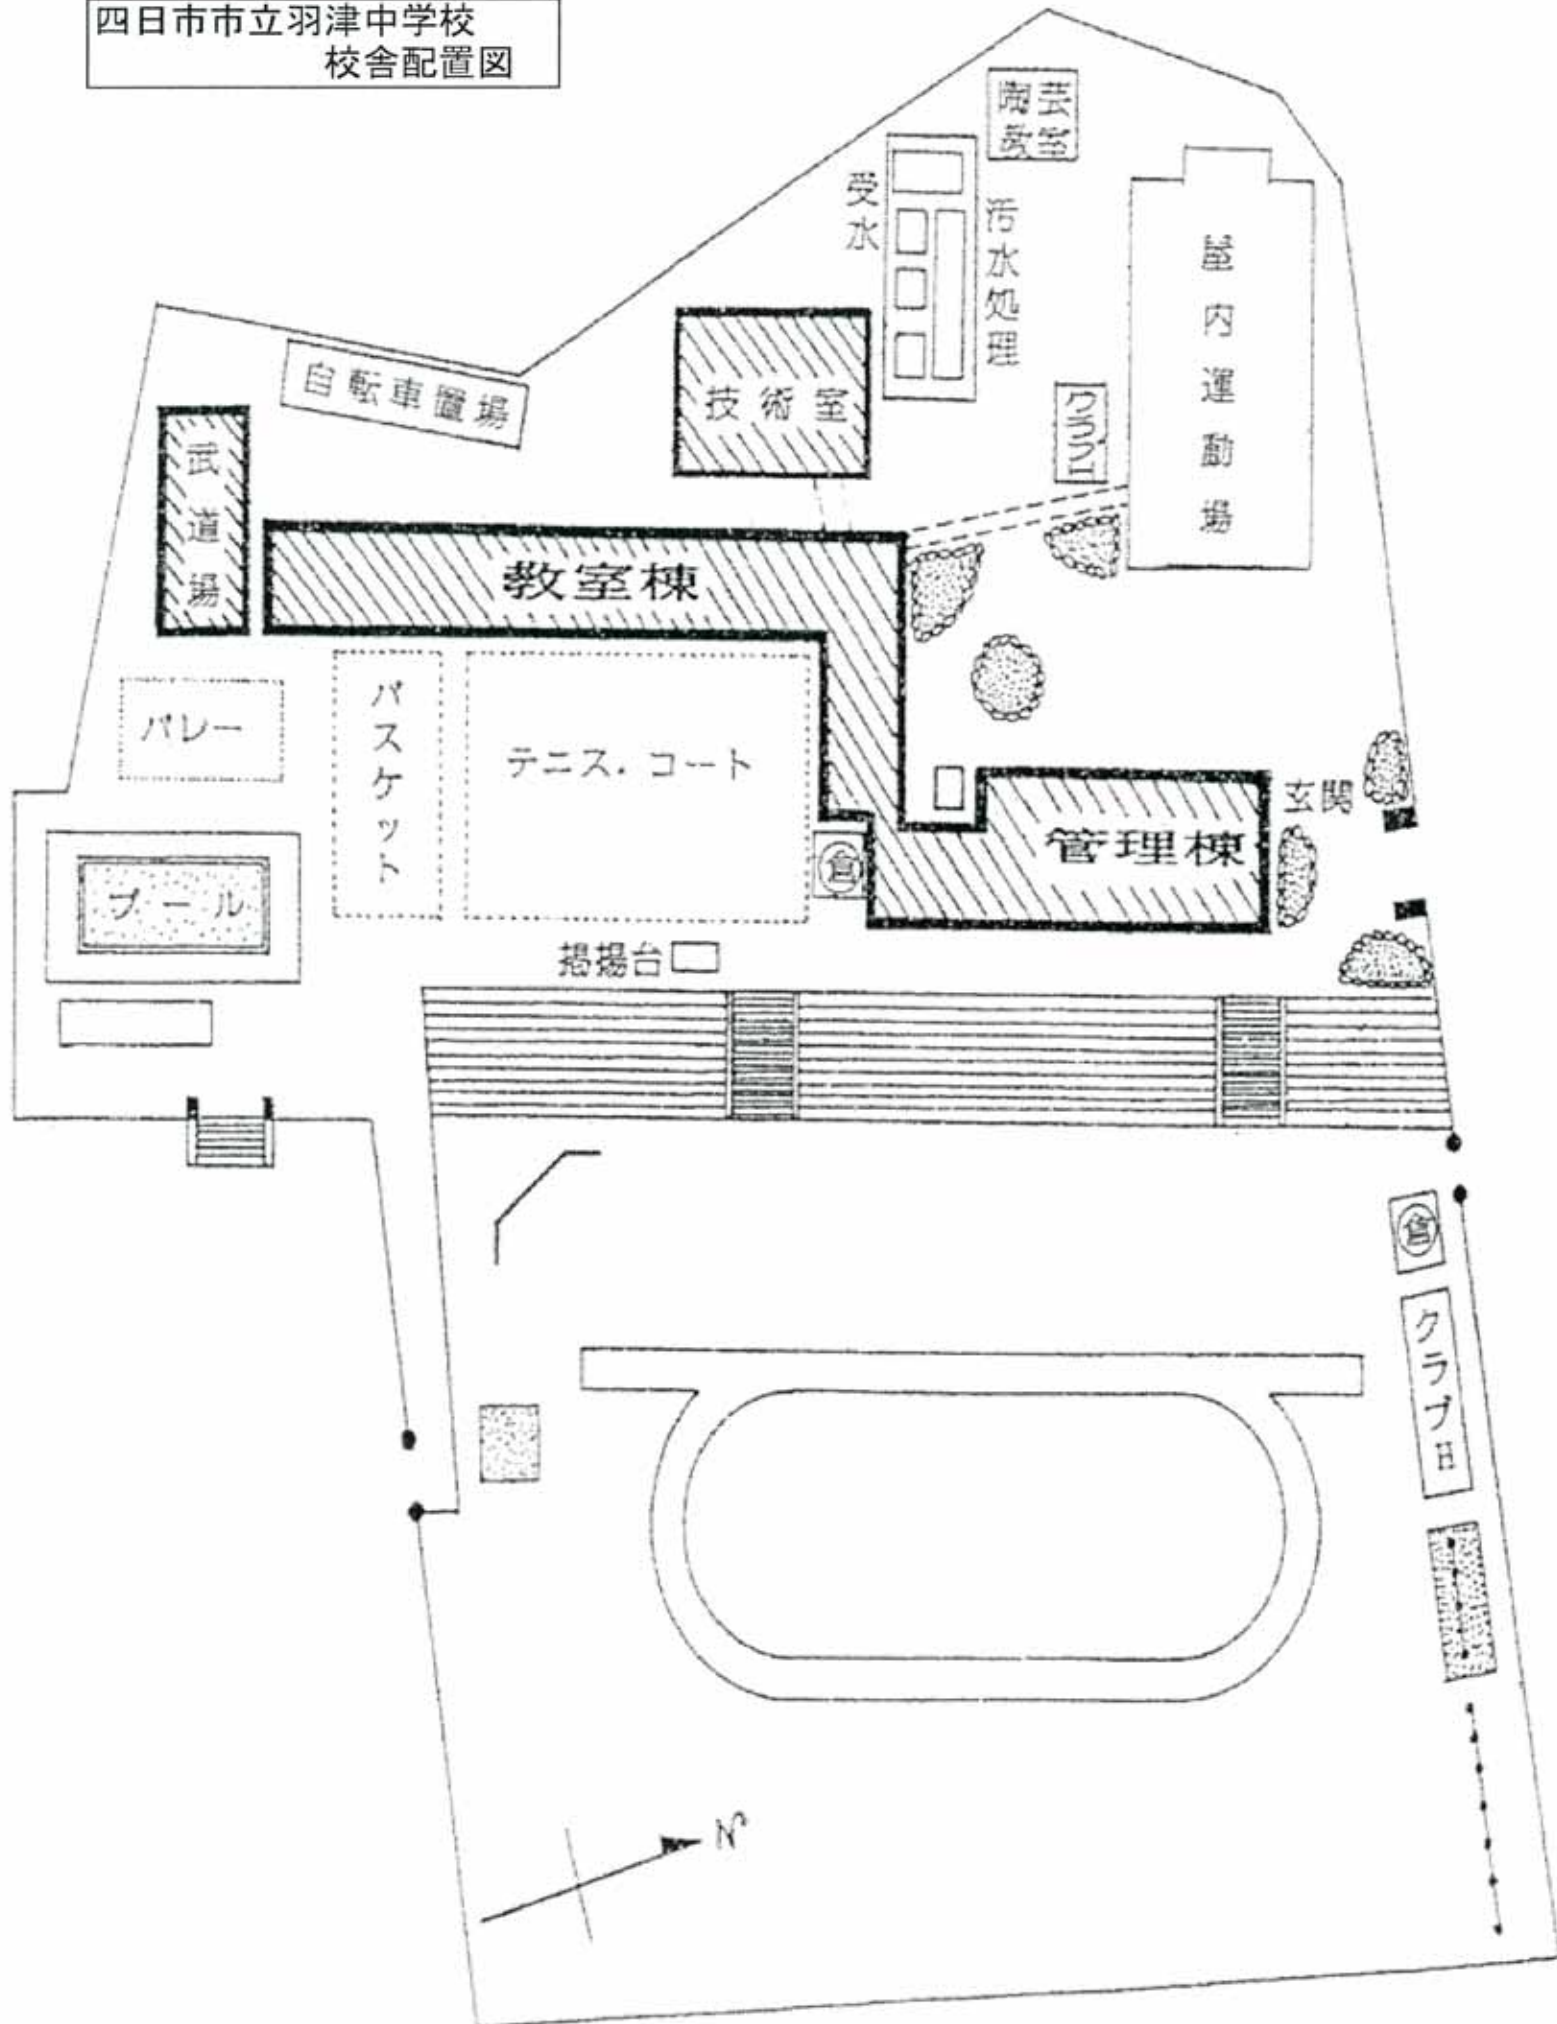 四日市市立羽津中学校
校舎配置図
陶芸
教室
受水
汚水処理
屋内運動場
技術室
自転車置場
クラブI
武道場
教室棟
バレー
バスケット
テニス.コート
玄関
管理棟
倉
プール
掲揚台
倉
クラブII
N